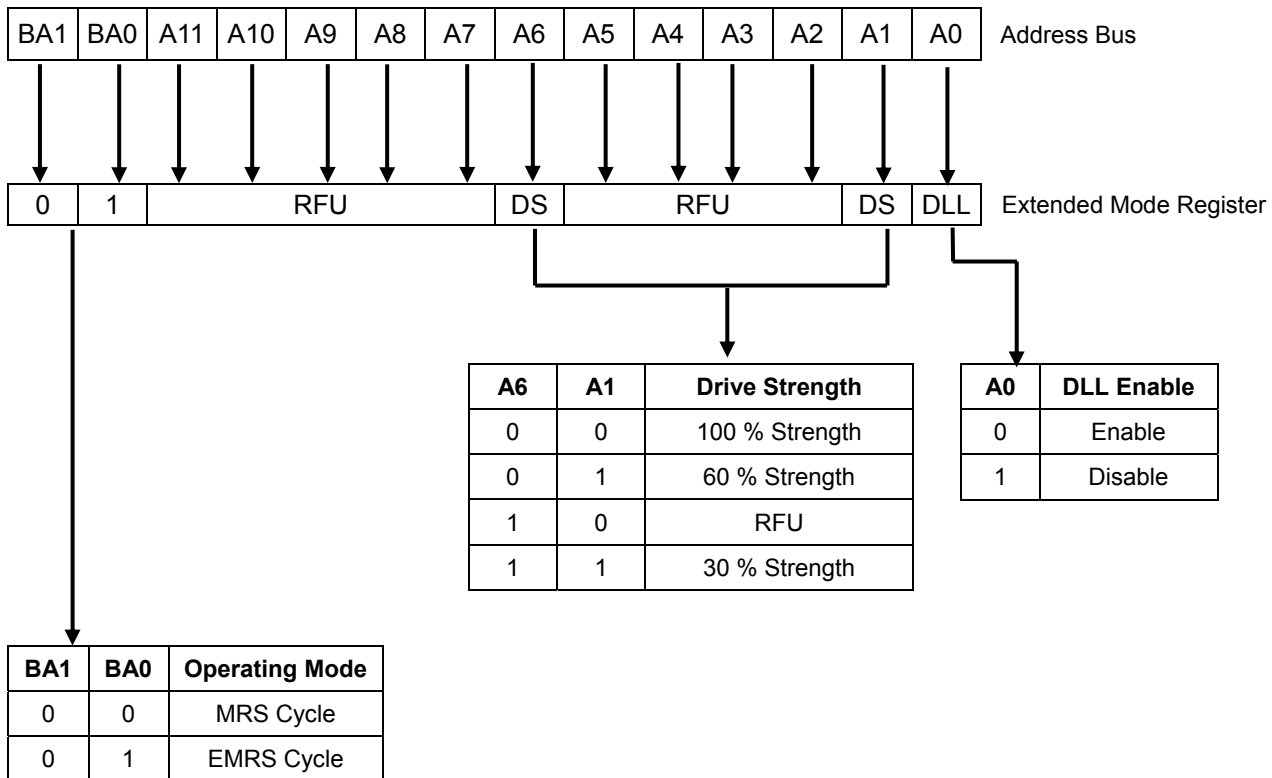 BA1 BA0 A11 A10 A9 A8 A7 A6 A5 A4 A3 A2 A1 A0 Address Bus
0 1 RFU DS RFU DS DLL Extended Mode Register
A6 A1 Drive Strength
0 0 100 % Strength
0 1 60 % Strength
1 0 RFU
1 1 30 % Strength
A0 DLL Enable
0 Enable
1 Disable
BA1 BA0 Operating Mode
0 0 MRS Cycle
0 1 EMRS Cycle